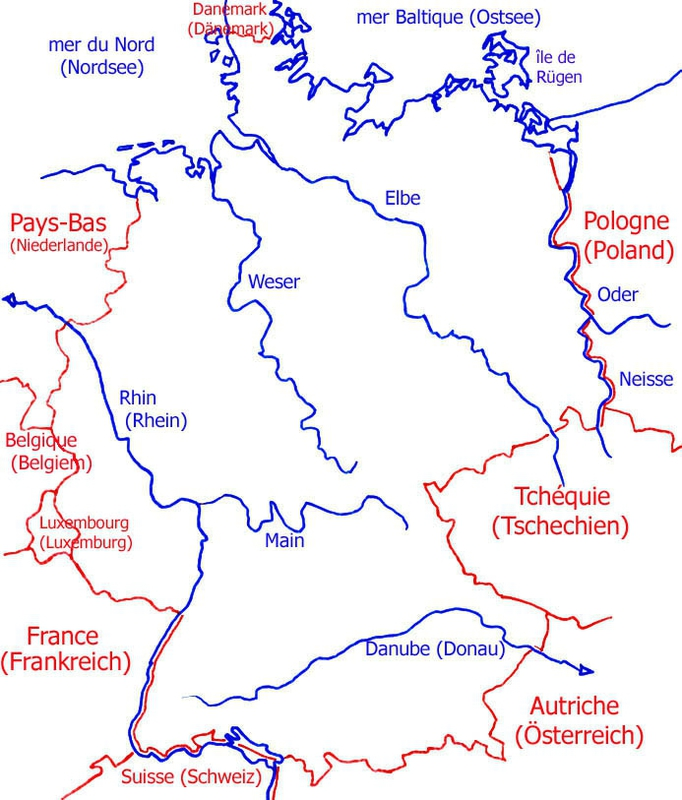 Danemark
(Dänemark)
mer Baltique (Ostsee)
mer du Nord
(Nordsee)
île de
Rügen
Elbe
Pays-Bas
(Niederlande)
Pologne
(Poland)
Weser
Oder
Neisse
Rhin
(Rhein)
Belgique
(Belgiem)
Tchéquie
(Tschechien)
Luxembourg
(Luxemburg)
Main
France
(Frankreich)
Danube (Donau)
Autriche
(Österreich)
Suisse (Schweiz)